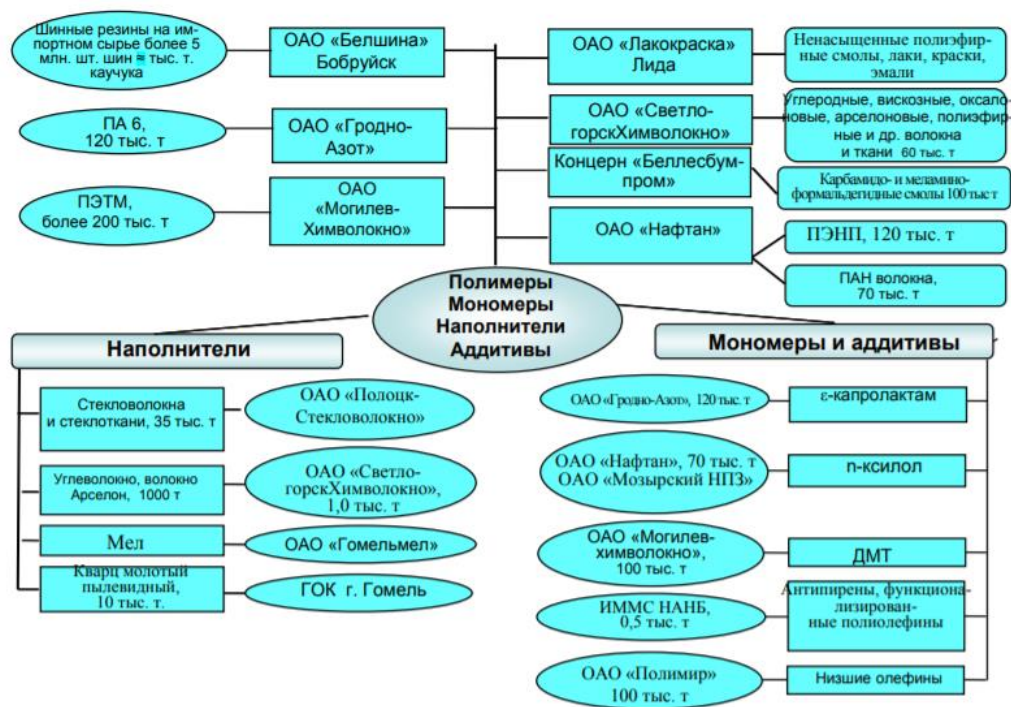 Шинные резины на им-
портном сырье более 5
млн. шт. шин ≈ тыс. т.
каучука
ОАО «Белшина»
Бобруйск
ПА 6,
120 тыс. т
ОАО «Гродно-
Азот»
ПЭТМ,
более 200 тыс. т
ОАО
«Могилев-
Химволокно»
ОАО «Лакокраска»
Лида
Ненасыщенные полиэфир-
ные смолы, лаки, краски,
эмали
ОАО «Светло-
горскХимволокно»
Углеродные, вискозные, оксало-
новые, арселоновые, полиэфир-
ные и др. волокна
и ткани 60 тыс. т
Концерн «Беллесбум-
пром»
Карбамидо- и меламино-
формальдегидные смолы 100 тыс т
ОАО «Нафтан»
ПЭНП, 120 тыс. т
ПАН волокна,
70 тыс. т
Полимеры
Мономеры
Наполнители
Аддитивы
Наполнители
Стекловолокна
и стеклоткани, 35 тыс. т
ОАО «Полоцк-
Стекловолокно»
Углеволокно, волокно
Арселон, 1000 т
ОАО «Светло-
горскХимволокно»,
1,0 тыс. т
Мел
ОАО «Гомельмел»
Кварц молотый
пылевидный,
10 тыс. т.
ГОК г. Гомель
Мономеры и аддитивы
ОАО «Гродно-Азот», 120 тыс. т
ε-капролактам
ОАО «Нафтан», 70 тыс. т
ОАО «Мозырский НПЗ»
n-ксилол
ОАО «Могилев-
химволокно»,
100 тыс. т
ДМТ
ИММС НАНБ,
0,5 тыс. т
Антипирены, функциона-
лизирован-
ные полиолефины
ОАО «Полимир»
100 тыс. т
Низшие олефины